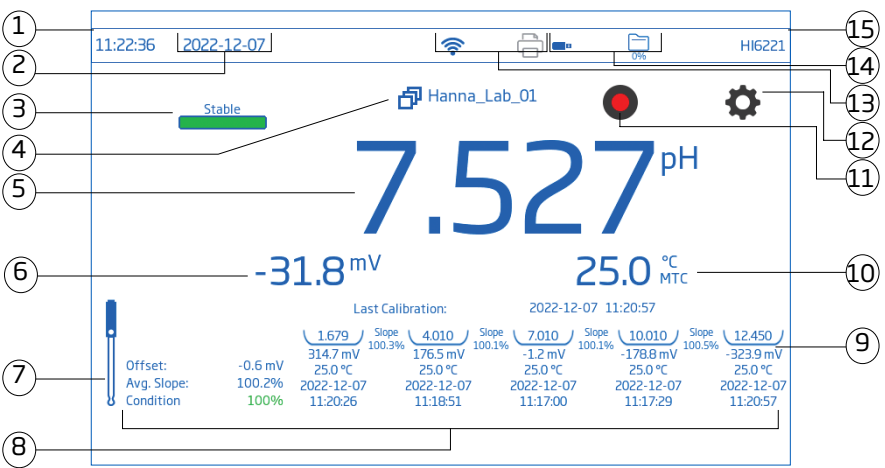 1 15
11:22:36 2022-12-07 0% HI6221
2 14
13
3 Stable Hanna_Lab_01
4 12
11
5 7.527 pH
6 -31.8 mV 25.0 °C MTC 10
Last Calibration: 2022-12-07 11:20:57
1.679 Slope 100.3% 4.010 Slope 100.1% 7.010 Slope 100.1% 10.010 Slope 100.5% 12.450
314.7 mV 176.5 mV -1.2 mV -178.8 mV -323.9 mV 9
Offset: -0.6 mV 25.0 °C 25.0 °C 25.0 °C 25.0 °C 25.0 °C
7 Avg. Slope: 100.2% 2022-12-07 2022-12-07 2022-12-07 2022-12-07 2022-12-07
Condition 100% 11:20:26 11:18:51 11:17:00 11:17:29 11:20:57
8